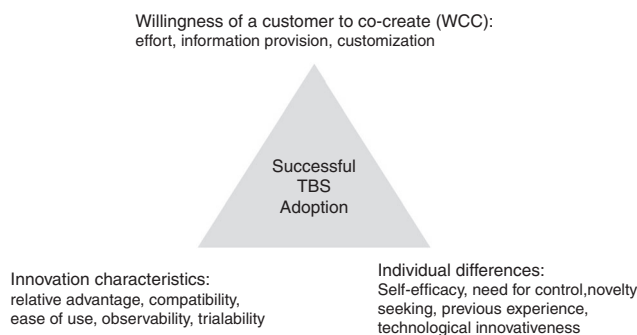 Willingness of a customer to co-create (WCC):
effort, information provision, customization
Successful
TBS
Adoption
Innovation characteristics:
relative advantage, compatibility,
ease of use, observability, trialability
Individual differences:
Self-efficacy, need for control,novelty
seeking, previous experience,
technological innovativeness